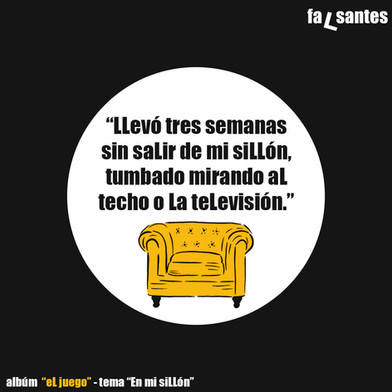 faLsantes
“LLevó tres semanas
sin saLir de mi siLLón,
tumbado mirando aL
techo o La teLevisión.”
albúm “eL juego” - tema “En mi siLLón”